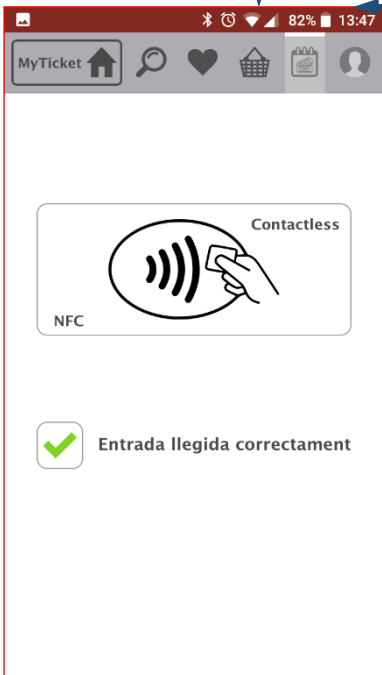 82% 13:47
MyTicket
Contactless
NFC
Entrada llegida correctament